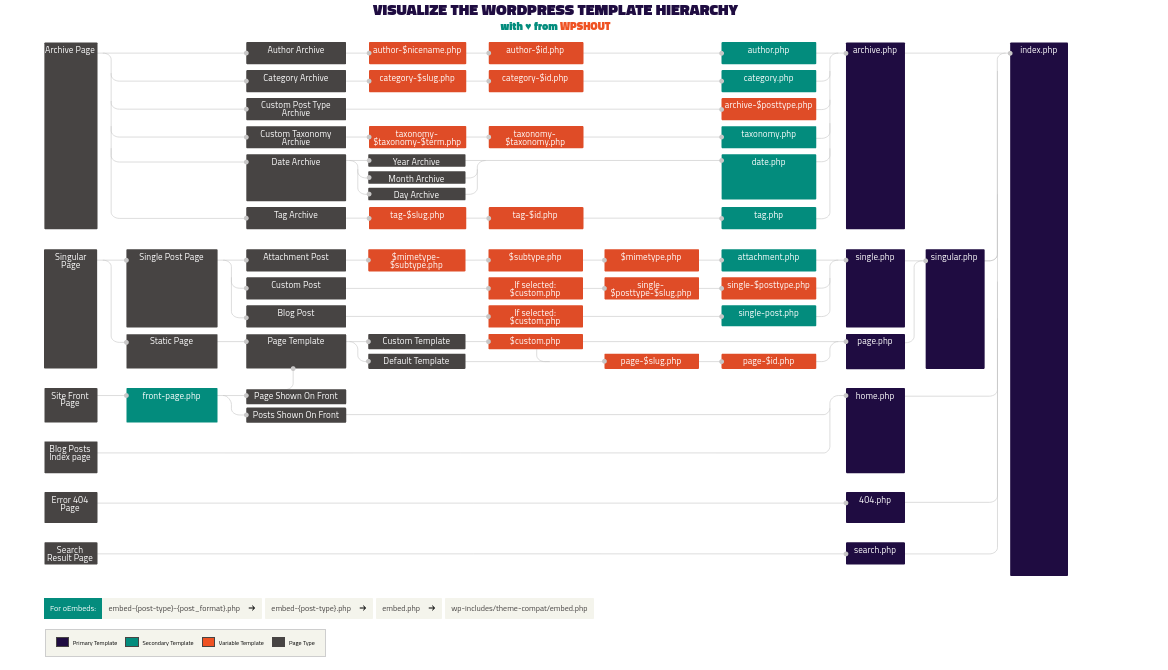 VISUALIZE THE WORDPRESS TEMPLATE HIERARCHY
with ♥ from WPSHOUT
Archive Page
Author Archive
author-$nicename.php
author-$id.php
author.php
archive.php
index.php
Category Archive
category-$slug.php
category-$id.php
category.php
Custom Post Type
Archive
archive-$posttype.php
Custom Taxonomy
Archive
taxonomy-
$taxonomy-$term.php
taxonomy-
$taxonomy.php
taxonomy.php
Date Archive
Year Archive
Month Archive
Day Archive
date.php
Tag Archive
tag-$slug.php
tag-$id.php
tag.php
Singular
Page
Single Post Page
Attachment Post
$mimetype-
$subtype.php
$subtype.php
$mimetype.php
attachment.php
single.php
singular.php
Custom Post
If selected:
$custom.php
single-
$posttype-$slug.php
single-$posttype.php
Blog Post
If selected:
$custom.php
single-post.php
Static Page
Page Template
Custom Template
$custom.php
page.php
Default Template
page-$slug.php
page-$id.php
Site Front
Page
front-page.php
Page Shown On Front
Posts Shown On Front
home.php
Blog Posts
Index page
Error 404
Page
404.php
Search
Result Page
search.php
For oEmbeds:
embed-{post-type}-{post_format}.php ➔
embed-{post-type}.php ➔
embed.php ➔
wp-includes/theme-compat/embed.php
Primary Template
Secondary Template
Variable Template
Page Type